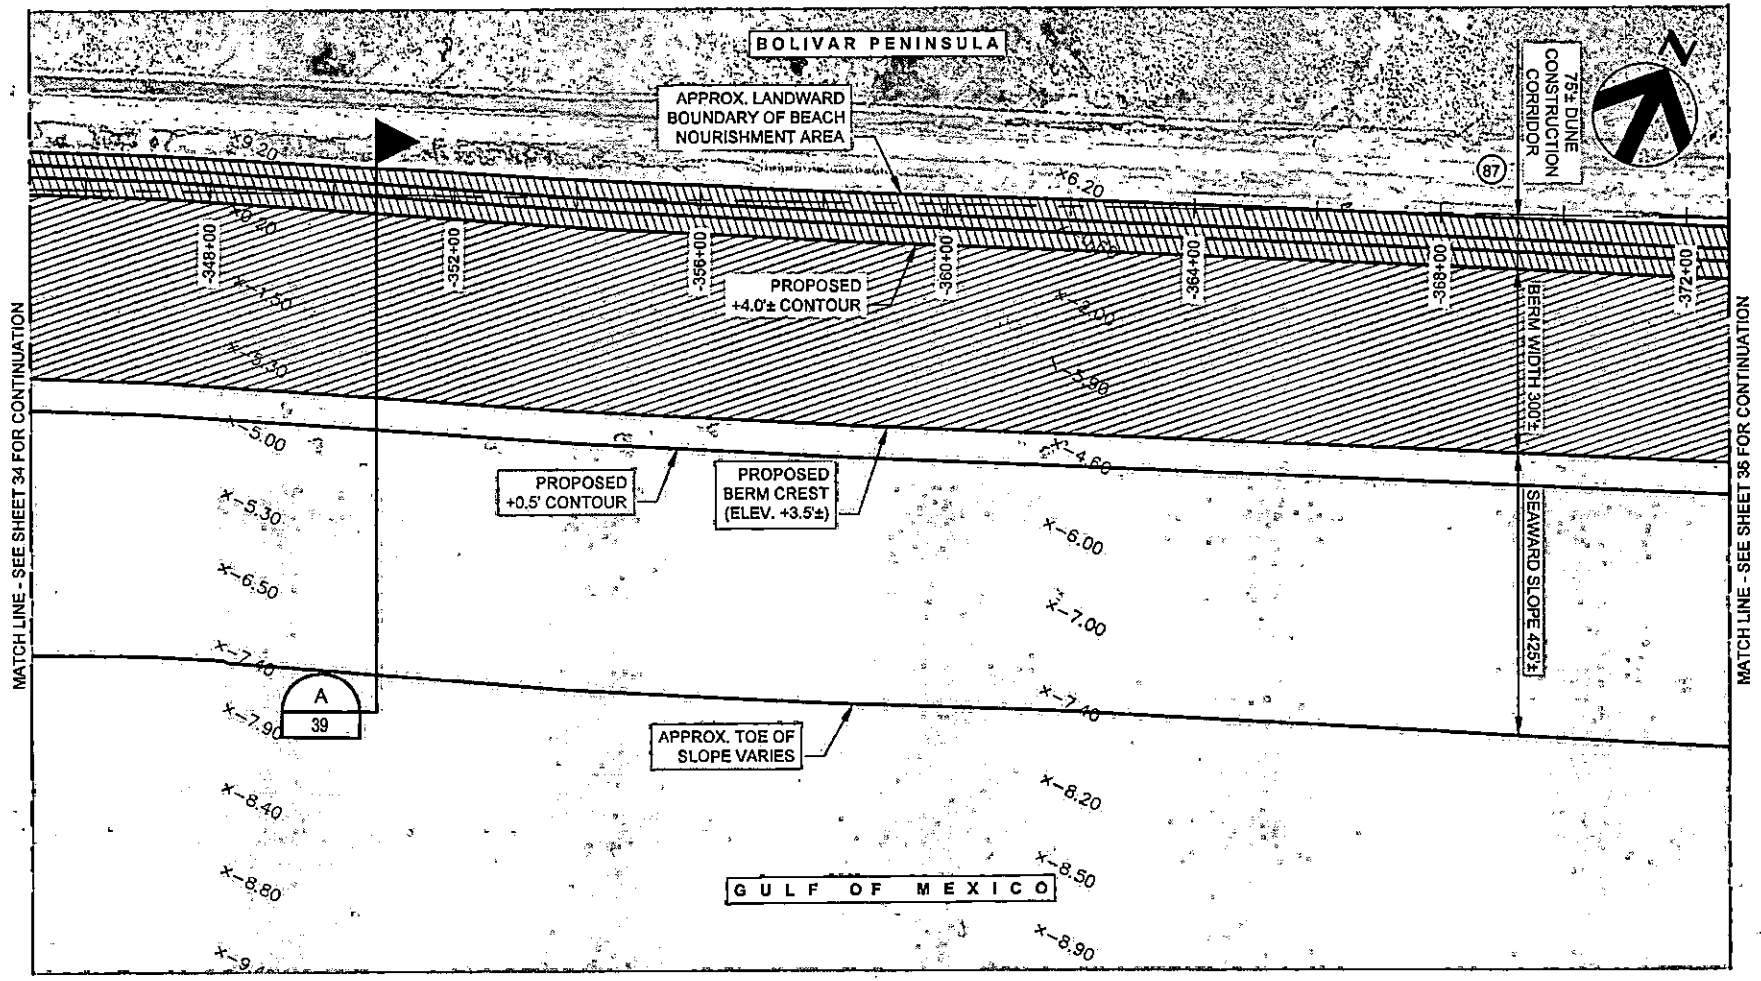 BOLIVAR PENINSULA
N
75'± DUNE
CONSTRUCTION
CORRIDOR
APPROX. LANDWARD
BOUNDARY OF BEACH
NOURISHMENT AREA
87
x9.20
x6.20
x0.20
-0.60
-348+00
-352+00
-356+00
-360+00
-364+00
-368+00
-372+00
PROPOSED
+4.0'± CONTOUR
x-1.50
x-2.00
BERM WIDTH 300'±
x-5.30
-5.90
x-5.00
x-4.60
PROPOSED
+0.5' CONTOUR
PROPOSED
BERM CREST
(ELEV. +3.5'±)
SEAWARD SLOPE 425'±
x-5.30
x-6.00
x-6.50
x-7.00
x-7.40
x-7.40
A
39
x-7.90
APPROX. TOE OF
SLOPE VARIES
x-8.40
x-8.20
x-8.80
x-8.50
GULF OF MEXICO
x-8.90
MATCH LINE - SEE SHEET 34 FOR CONTINUATION
MATCH LINE - SEE SHEET 36 FOR CONTINUATION